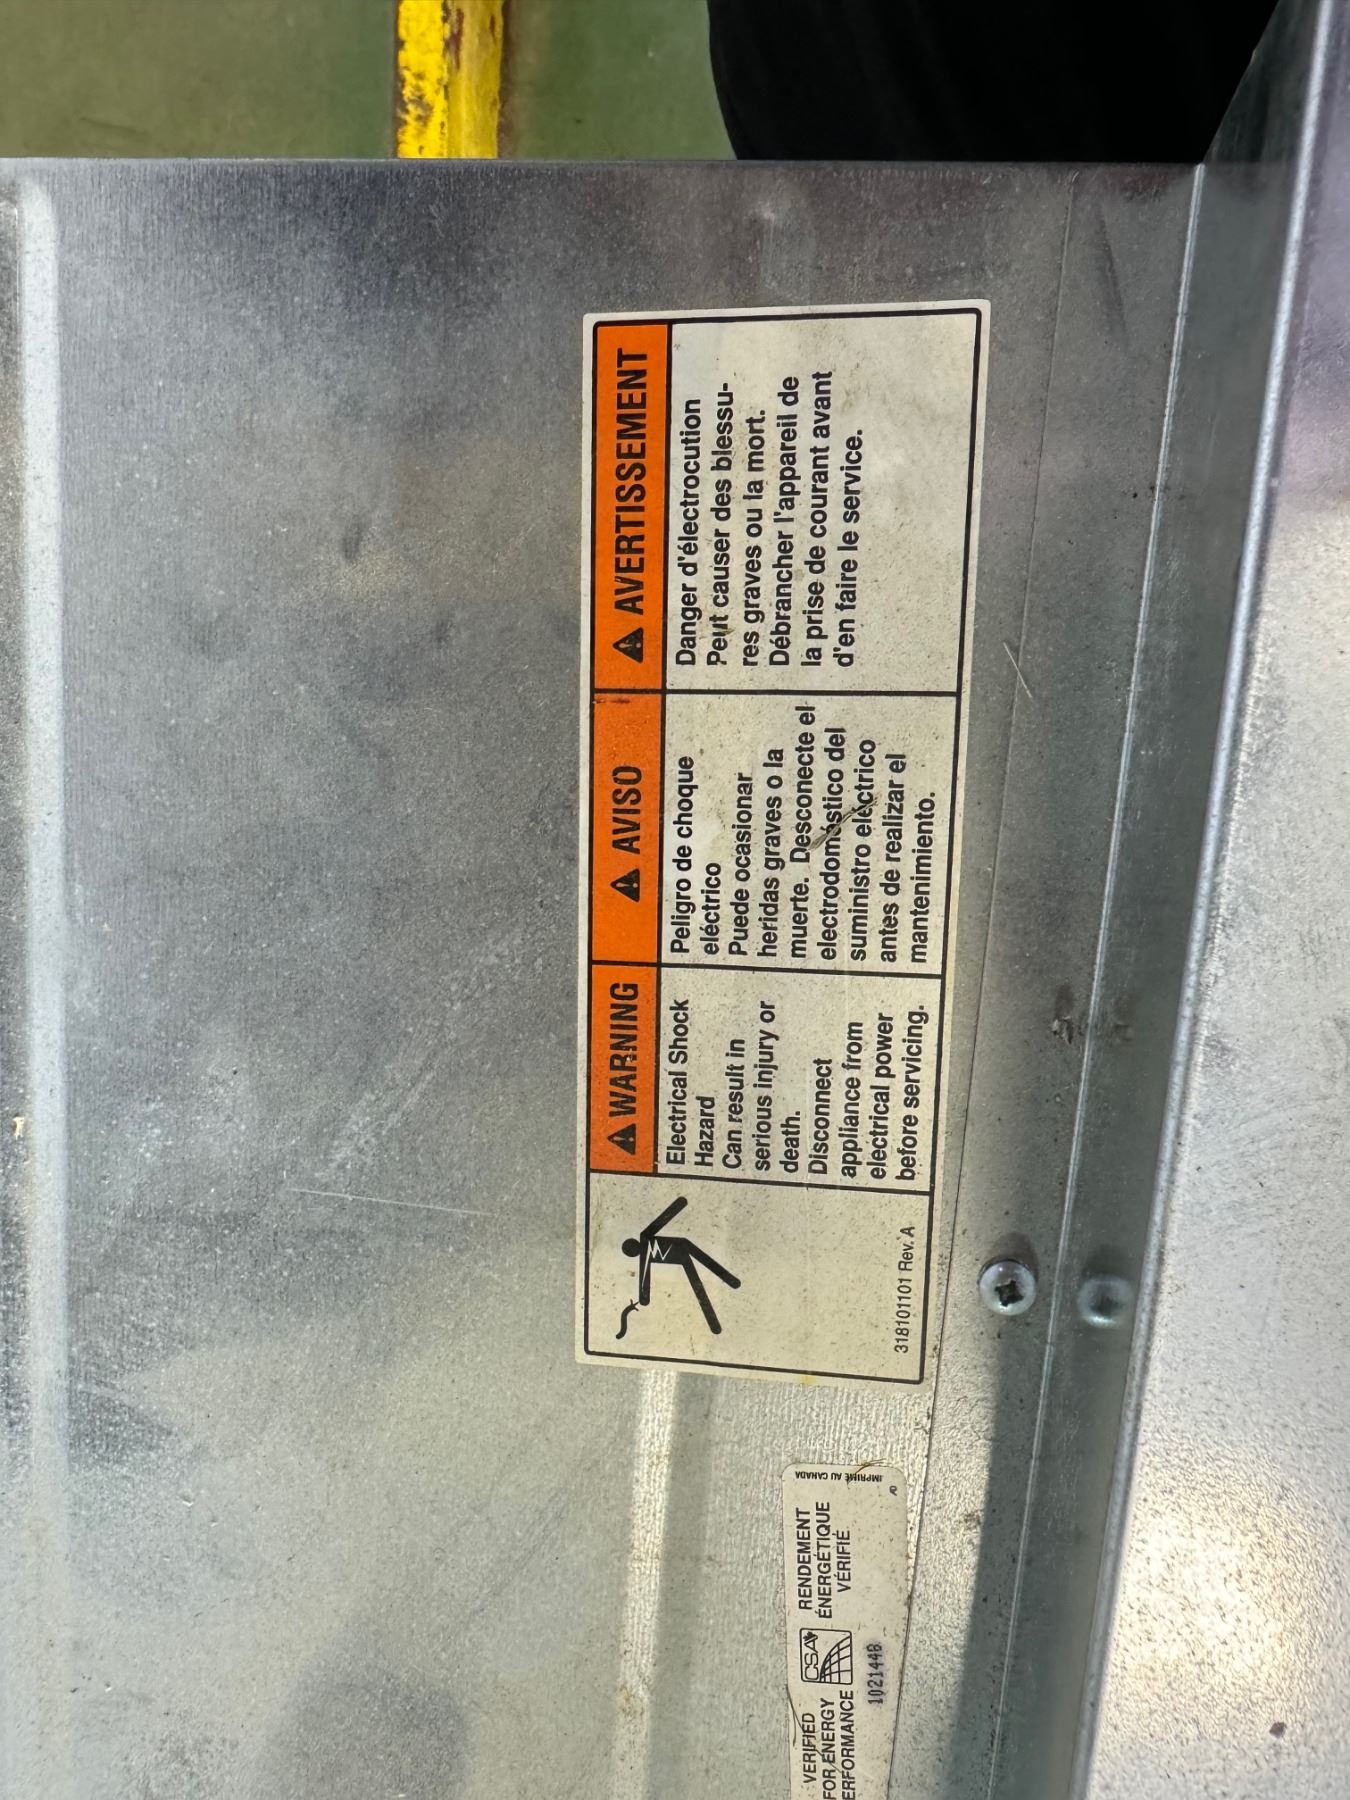 WARNING
Electrical Shock
Hazard
Can result in
serious injury or
death.
Disconnect
appliance from
electrical power
before servicing.
AVISO
Peligro de choque
eléctrico
Puede ocasionar
heridas graves o la
muerte. Desconecte el
electrodoméstico del
suministro eléctrico
antes de realizar el
mantenimiento.
AVERTISSEMENT
Danger d'électrocution
Peut causer des blessu-
res graves ou la mort.
Débrancher l'appareil de
la prise de courant avant
d'en faire le service.
318101101 Rev. A
VERIFIED
FOR ENERGY
ERFORMANCE
CSA
1021448
RENDEMENT
ÉNERGÉTIQUE
VÉRIFIÉ
IMPRIMÉ AU CANADA